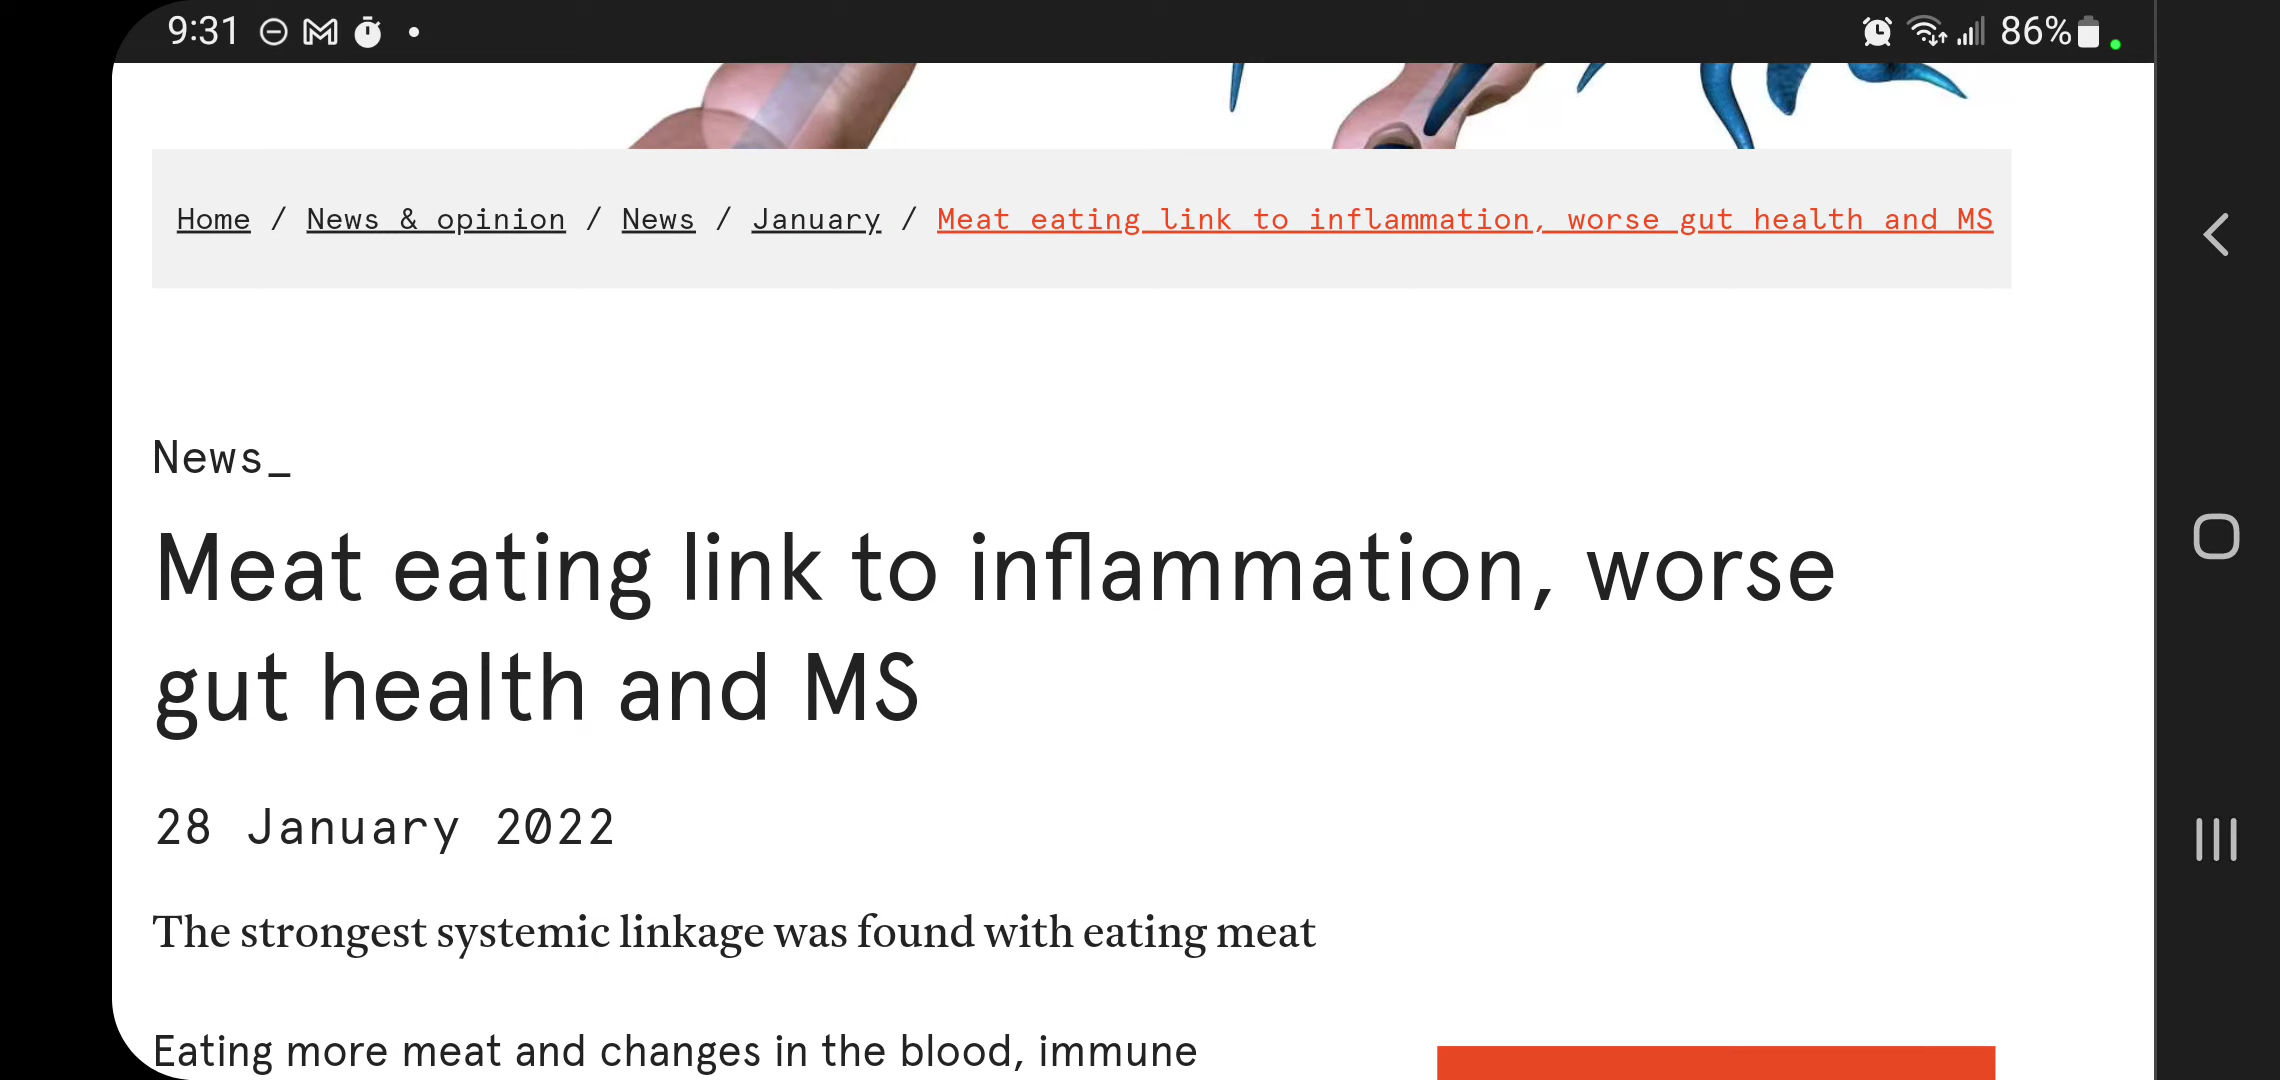 9:31
86%
Home / News & opinion / News / January / Meat eating link to inflammation, worse gut health and MS
News_
Meat eating link to inflammation, worse
gut health and MS
28 January 2022
The strongest systemic linkage was found with eating meat
Eating more meat and changes in the blood, immune